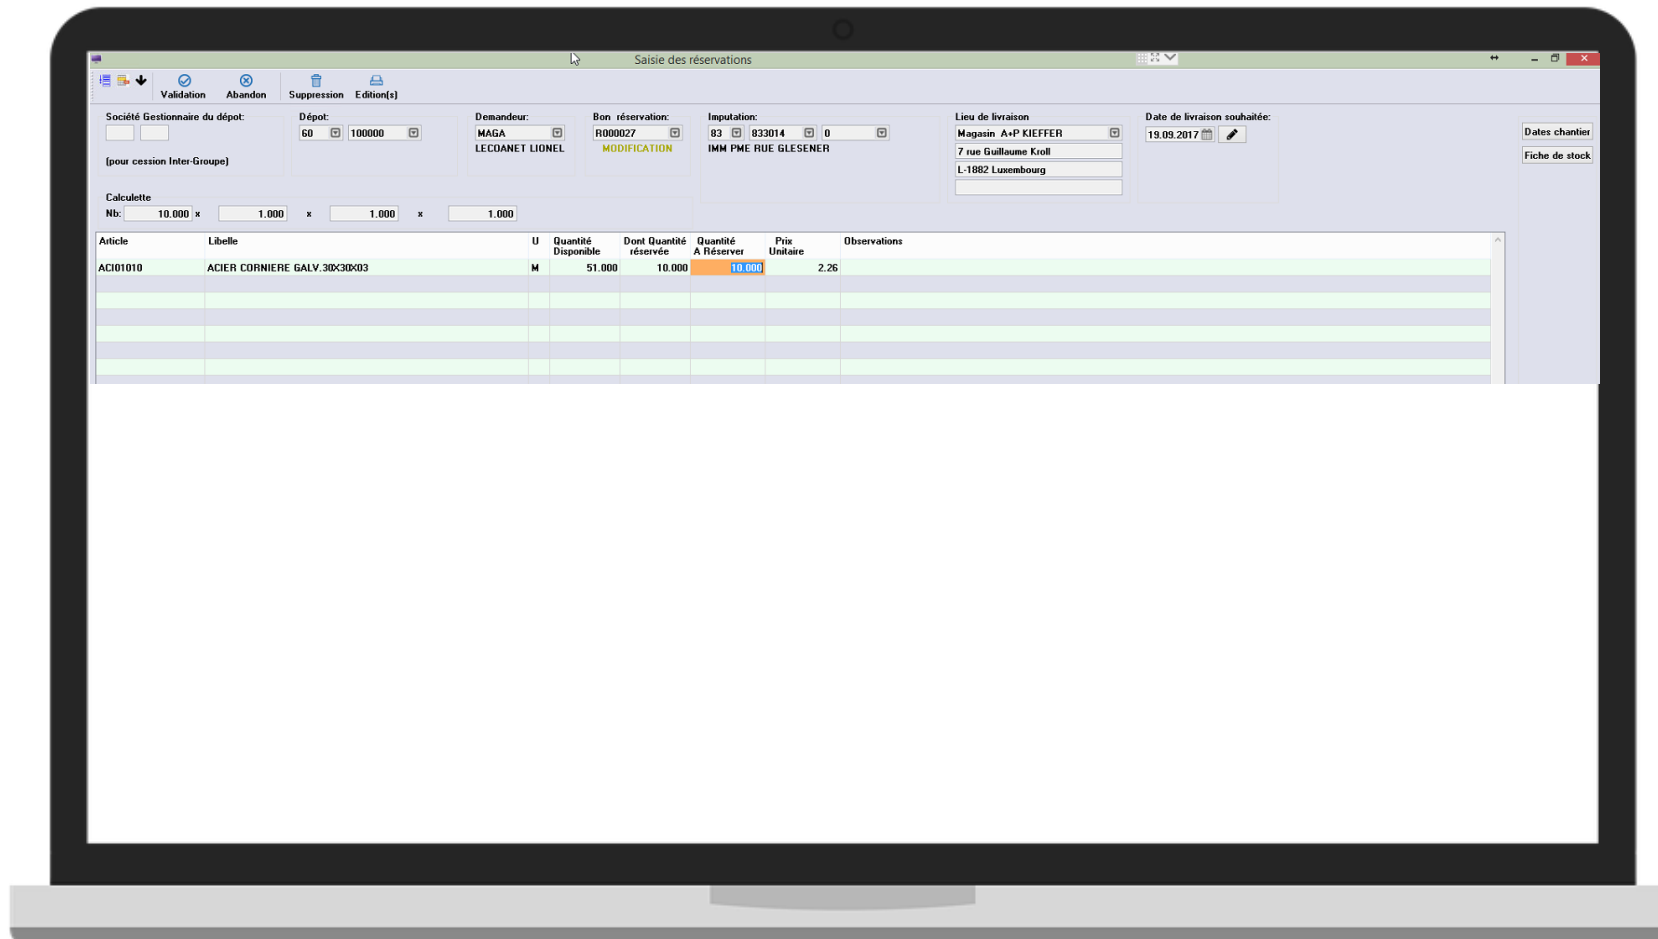 Saisie des réservations
Validation Abandon Suppression Edition(s)
Société Gestionnaire du dépot: Dépot: Demandeur: Bon réservation: Imputation: Lieu de livraison Date de livraison souhaitée:
60 100000 MAGA R000027 83 833014 0 Magasin A+P KIEFFER 19.09.2017 Dates chantier
LECOANET LIONEL MODIFICATION IMM PME RUE GLESENER 7 rue Guillaume Kroll Fiche de stock
(pour cession Inter-Groupe) L-1882 Luxembourg
Calculette
Nb: 10.000 x 1.000 x 1.000 x 1.000
Article Libelle U Quantité Dont Quantité Quantité Prix Observations
Disponible réservée A Réserver Unitaire
ACI01010 ACIER CORNIERE GALV.30X30X03 M 51.000 10.000 10.000 2.26